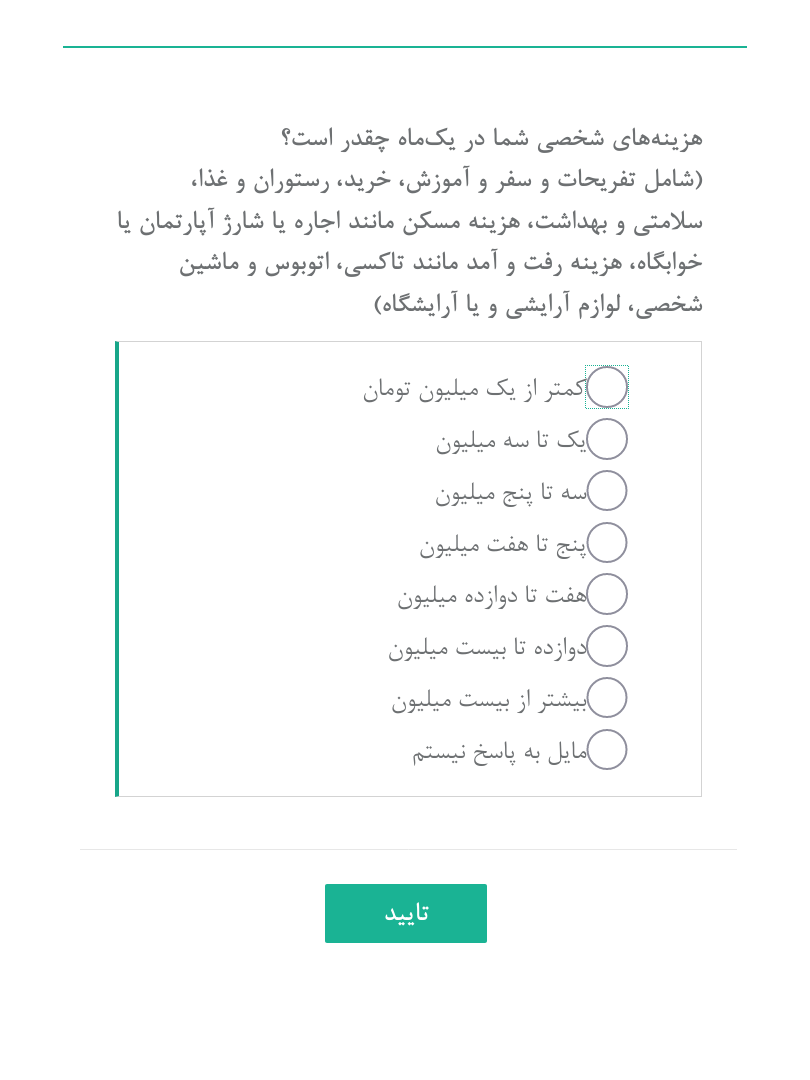 هزینه‌های شخصی شما در یک‌ماه چقدر است؟
(شامل تفریحات و سفر و آموزش، خرید، رستوران و غذا،
سلامتی و بهداشت، هزینه مسکن مانند اجاره یا شارژ آپارتمان یا
خوابگاه، هزینه رفت و آمد مانند تاکسی، اتوبوس و ماشین
شخصی، لوازم آرایشی و یا آرایشگاه)
کمتر از یک میلیون تومان
یک تا سه میلیون
سه تا پنج میلیون
پنج تا هفت میلیون
هفت تا دوازده میلیون
دوازده تا بیست میلیون
بیشتر از بیست میلیون
مایل به پاسخ نیستم
تایید